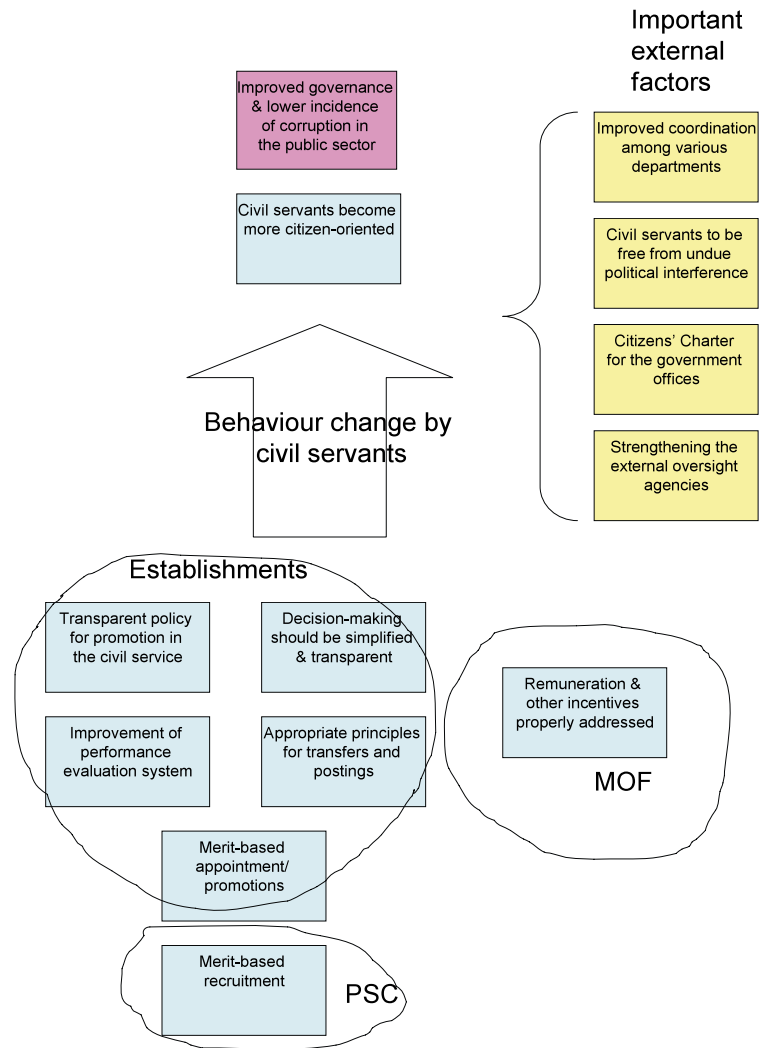 Important
external
factors
Improved governance
& lower incidence
of corruption in
the public sector
Civil servants become
more citizen-oriented
Improved coordination
among various
departments
Civil servants to be
free from undue
political interference
Citizens’ Charter
for the government
offices
Strengthening the
external oversight
agencies
Behaviour change by
civil servants
Establishments
Transparent policy
for promotion in
the civil service
Decision-making
should be simplified
& transparent
Improvement of
performance
evaluation system
Appropriate principles
for transfers and
postings
Merit-based
appointment/
promotions
Remuneration &
other incentives
properly addressed
MOF
Merit-based
recruitment
PSC